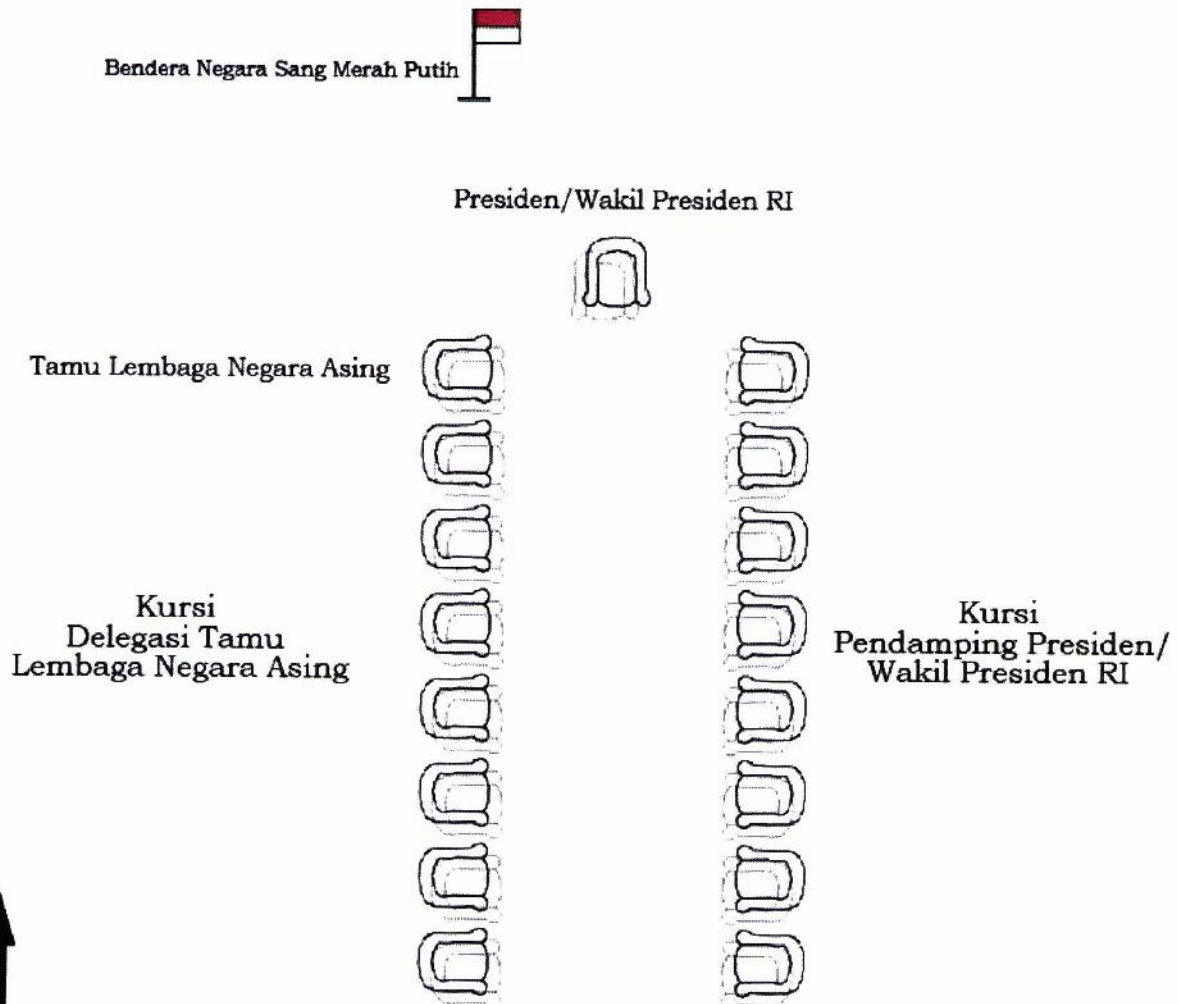 Bendera Negara Sang Merah Putih
Presiden/Wakil Presiden RI
Tamu Lembaga Negara Asing
Kursi
Delegasi Tamu
Lembaga Negara Asing
Kursi
Pendamping Presiden/
Wakil Presiden RI